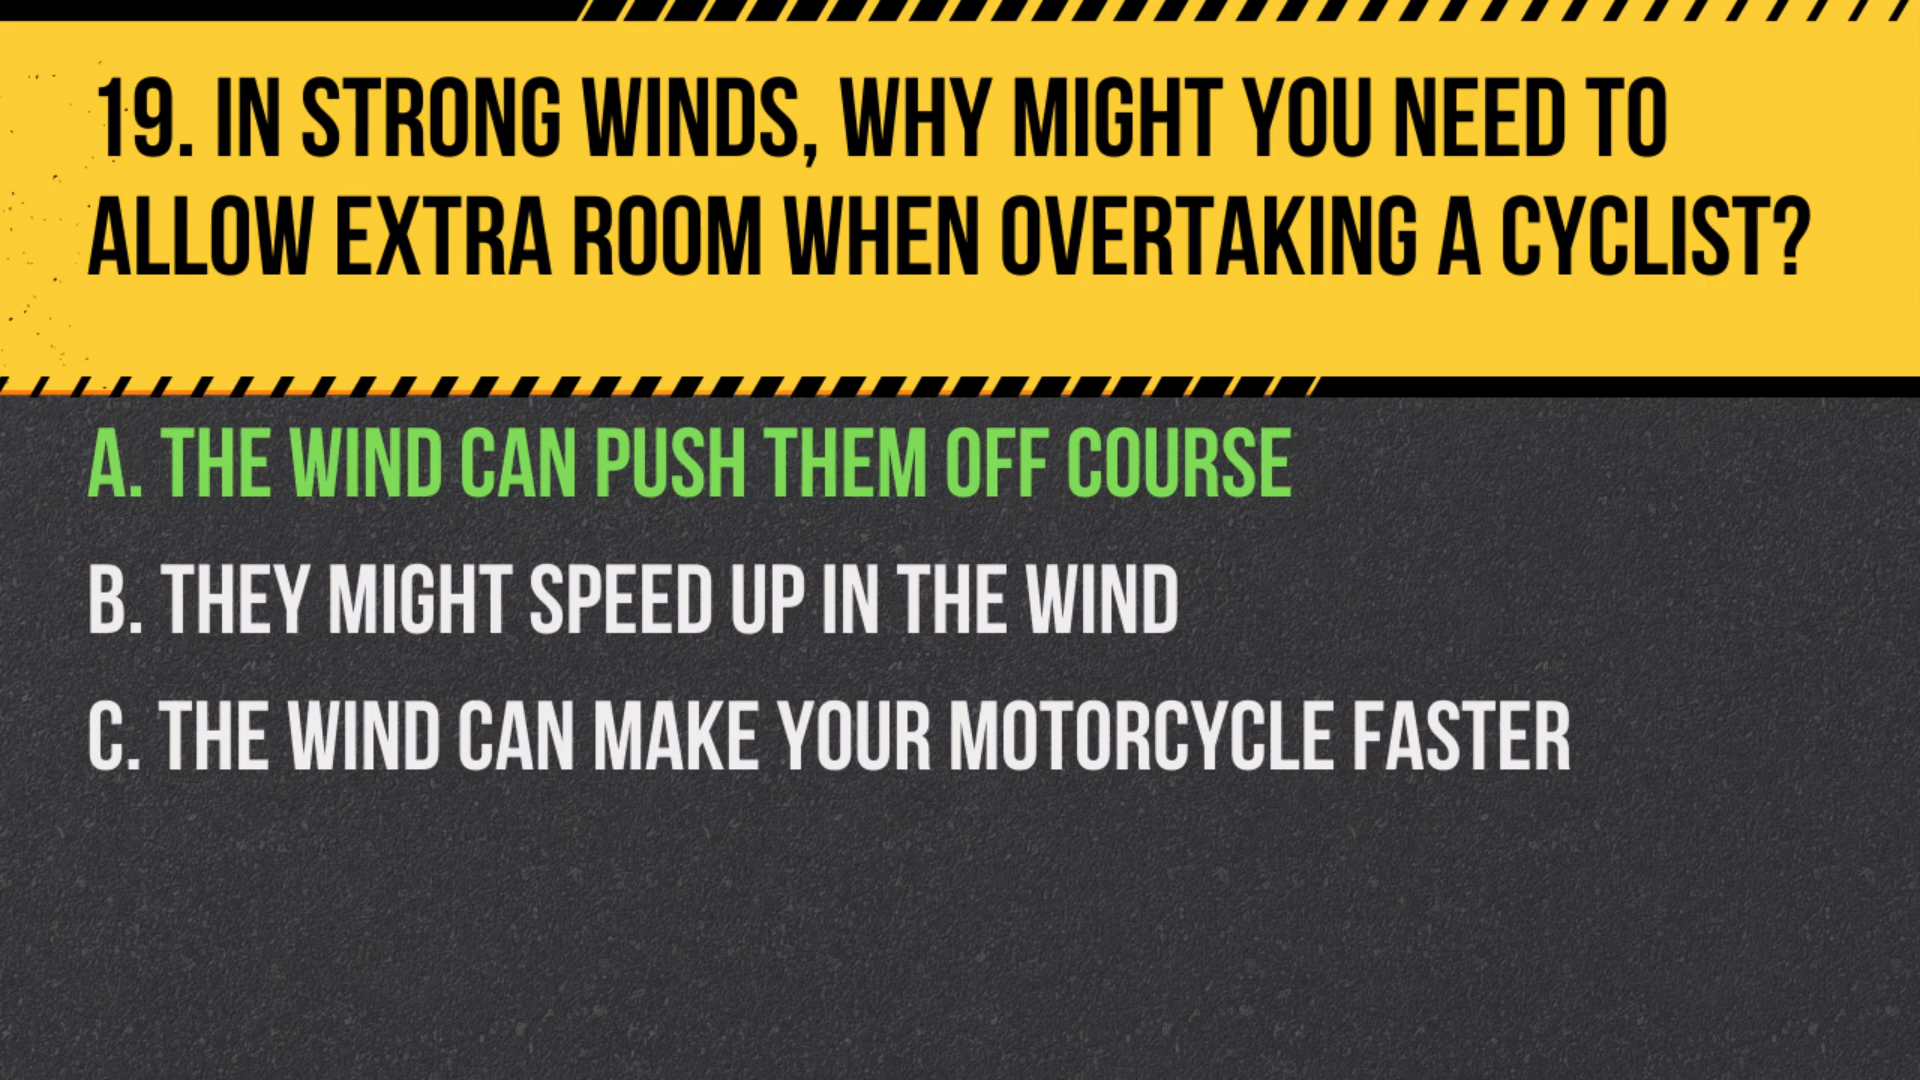 19. IN STRONG WINDS, WHY MIGHT YOU NEED TO
ALLOW EXTRA ROOM WHEN OVERTAKING A CYCLIST?
A. THE WIND CAN PUSH THEM OFF COURSE
B. THEY MIGHT SPEED UP IN THE WIND
C. THE WIND CAN MAKE YOUR MOTORCYCLE FASTER